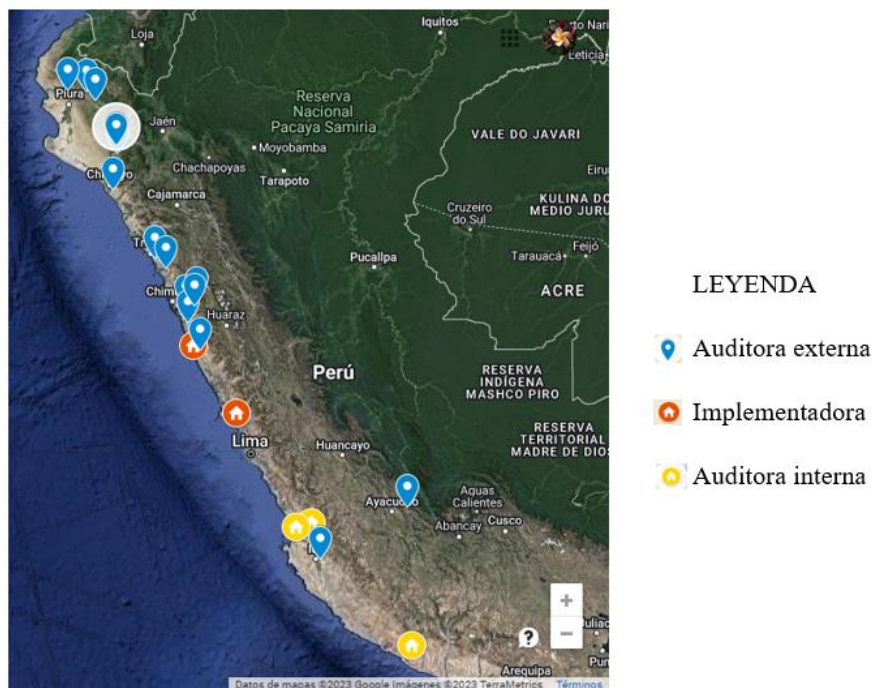 Iquitos
Loja
Leticia
Piura
Reserva
Nacional
Pacaya Samiria
Jaén
VALE DO JAVARI
Moyobamba
Chachapoyas
Tarapoto
Cajamarca
Cruzeiro
do Sul
KULINA DO
MÉDIO JURU
Feijó
Tarauacá
Pucallpa
ACRE
Huaraz
LEYENDA
Auditora externa
Perú
RESERVA
INDÍGENA
MASHCO PIRO
Implementadora
RESERVA
TERRITORIAL
MADRE DE DIOS
Lima
Huancayo
Auditora interna
Aguas
Calientes
Cusco
Abancay
+
−
?
Arequipa
Datos de mapas ©2023 Google Imágenes ©2023 TerraMetrics
Términos